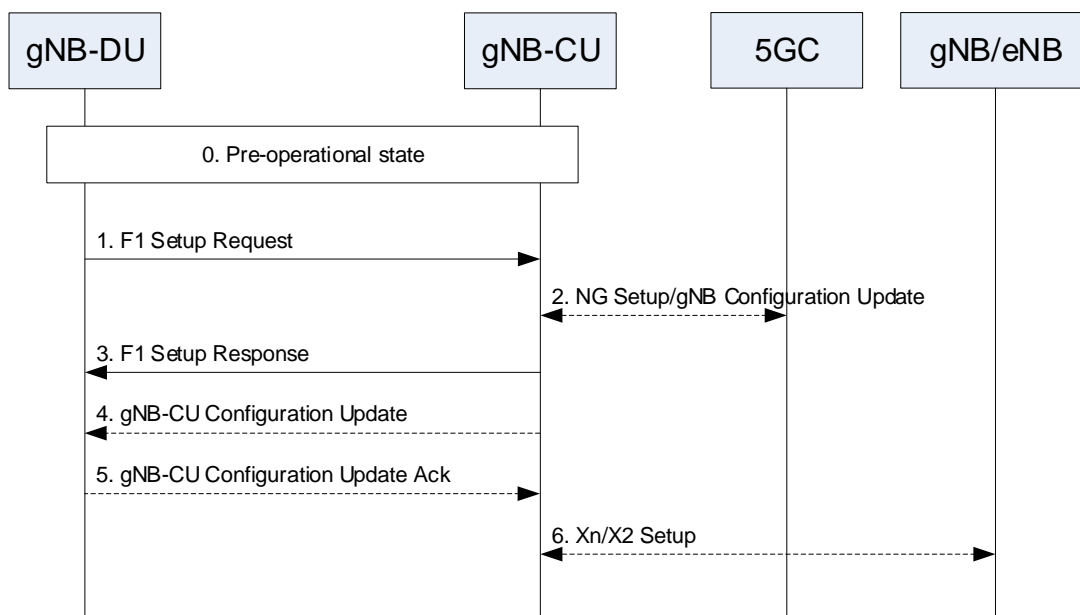 gNB-DU
gNB-CU
5GC
gNB/eNB
0. Pre-operational state
1. F1 Setup Request
2. NG Setup/gNB Configuration Update
3. F1 Setup Response
4. gNB-CU Configuration Update
5. gNB-CU Configuration Update Ack
6. Xn/X2 Setup